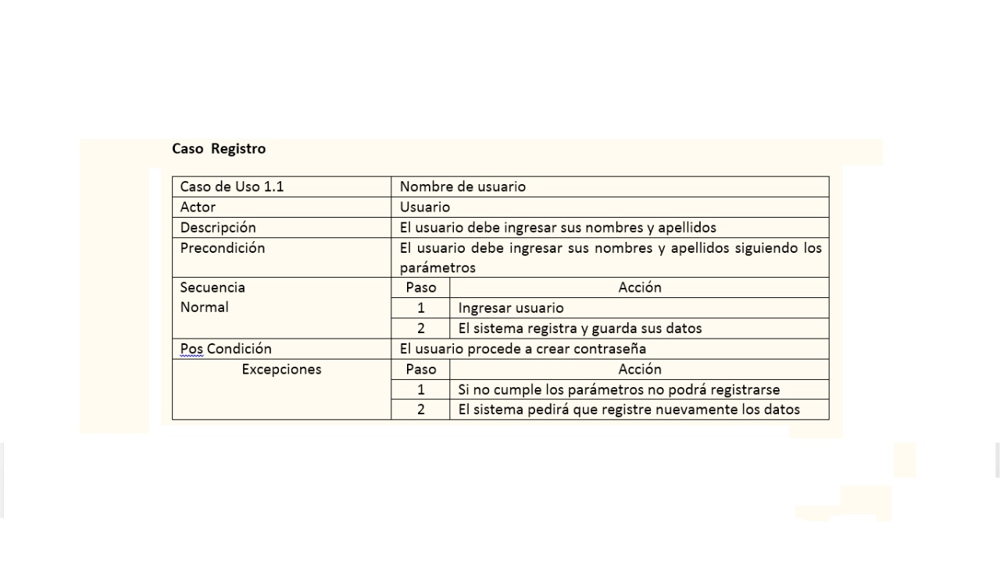 Caso  Registro
Caso de Uso 1.1 Nombre de usuario
Actor Usuario
Descripción El usuario debe ingresar sus nombres y apellidos
Precondición El usuario debe ingresar sus nombres y apellidos siguiendo los
parámetros
Secuencia Paso Acción
Normal 1 Ingresar usuario
2 El sistema registra y guarda sus datos
Pos Condición El usuario procede a crear contraseña
Excepciones Paso Acción
1 Si no cumple los parámetros no podrá registrarse
2 El sistema pedirá que registre nuevamente los datos